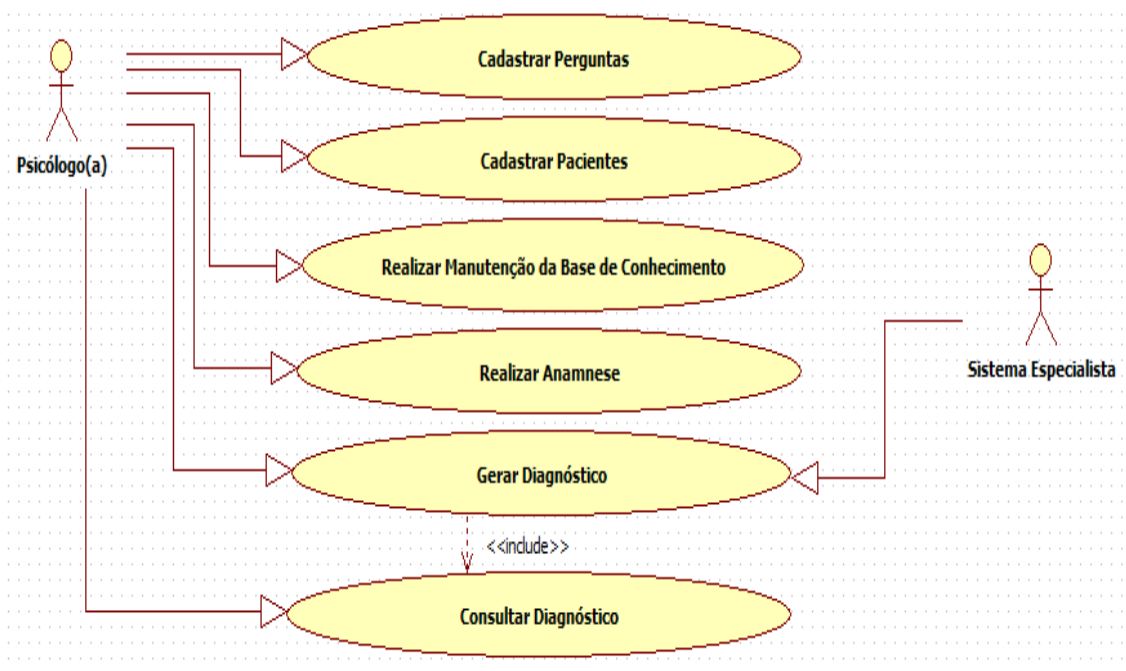 Cadastrar Perguntas
Psicólogo(a)
Cadastrar Pacientes
Realizar Manutenção da Base de Conhecimento
Realizar Anamnese
Sistema Especialista
Gerar Diagnóstico
<<include>>
Consultar Diagnóstico